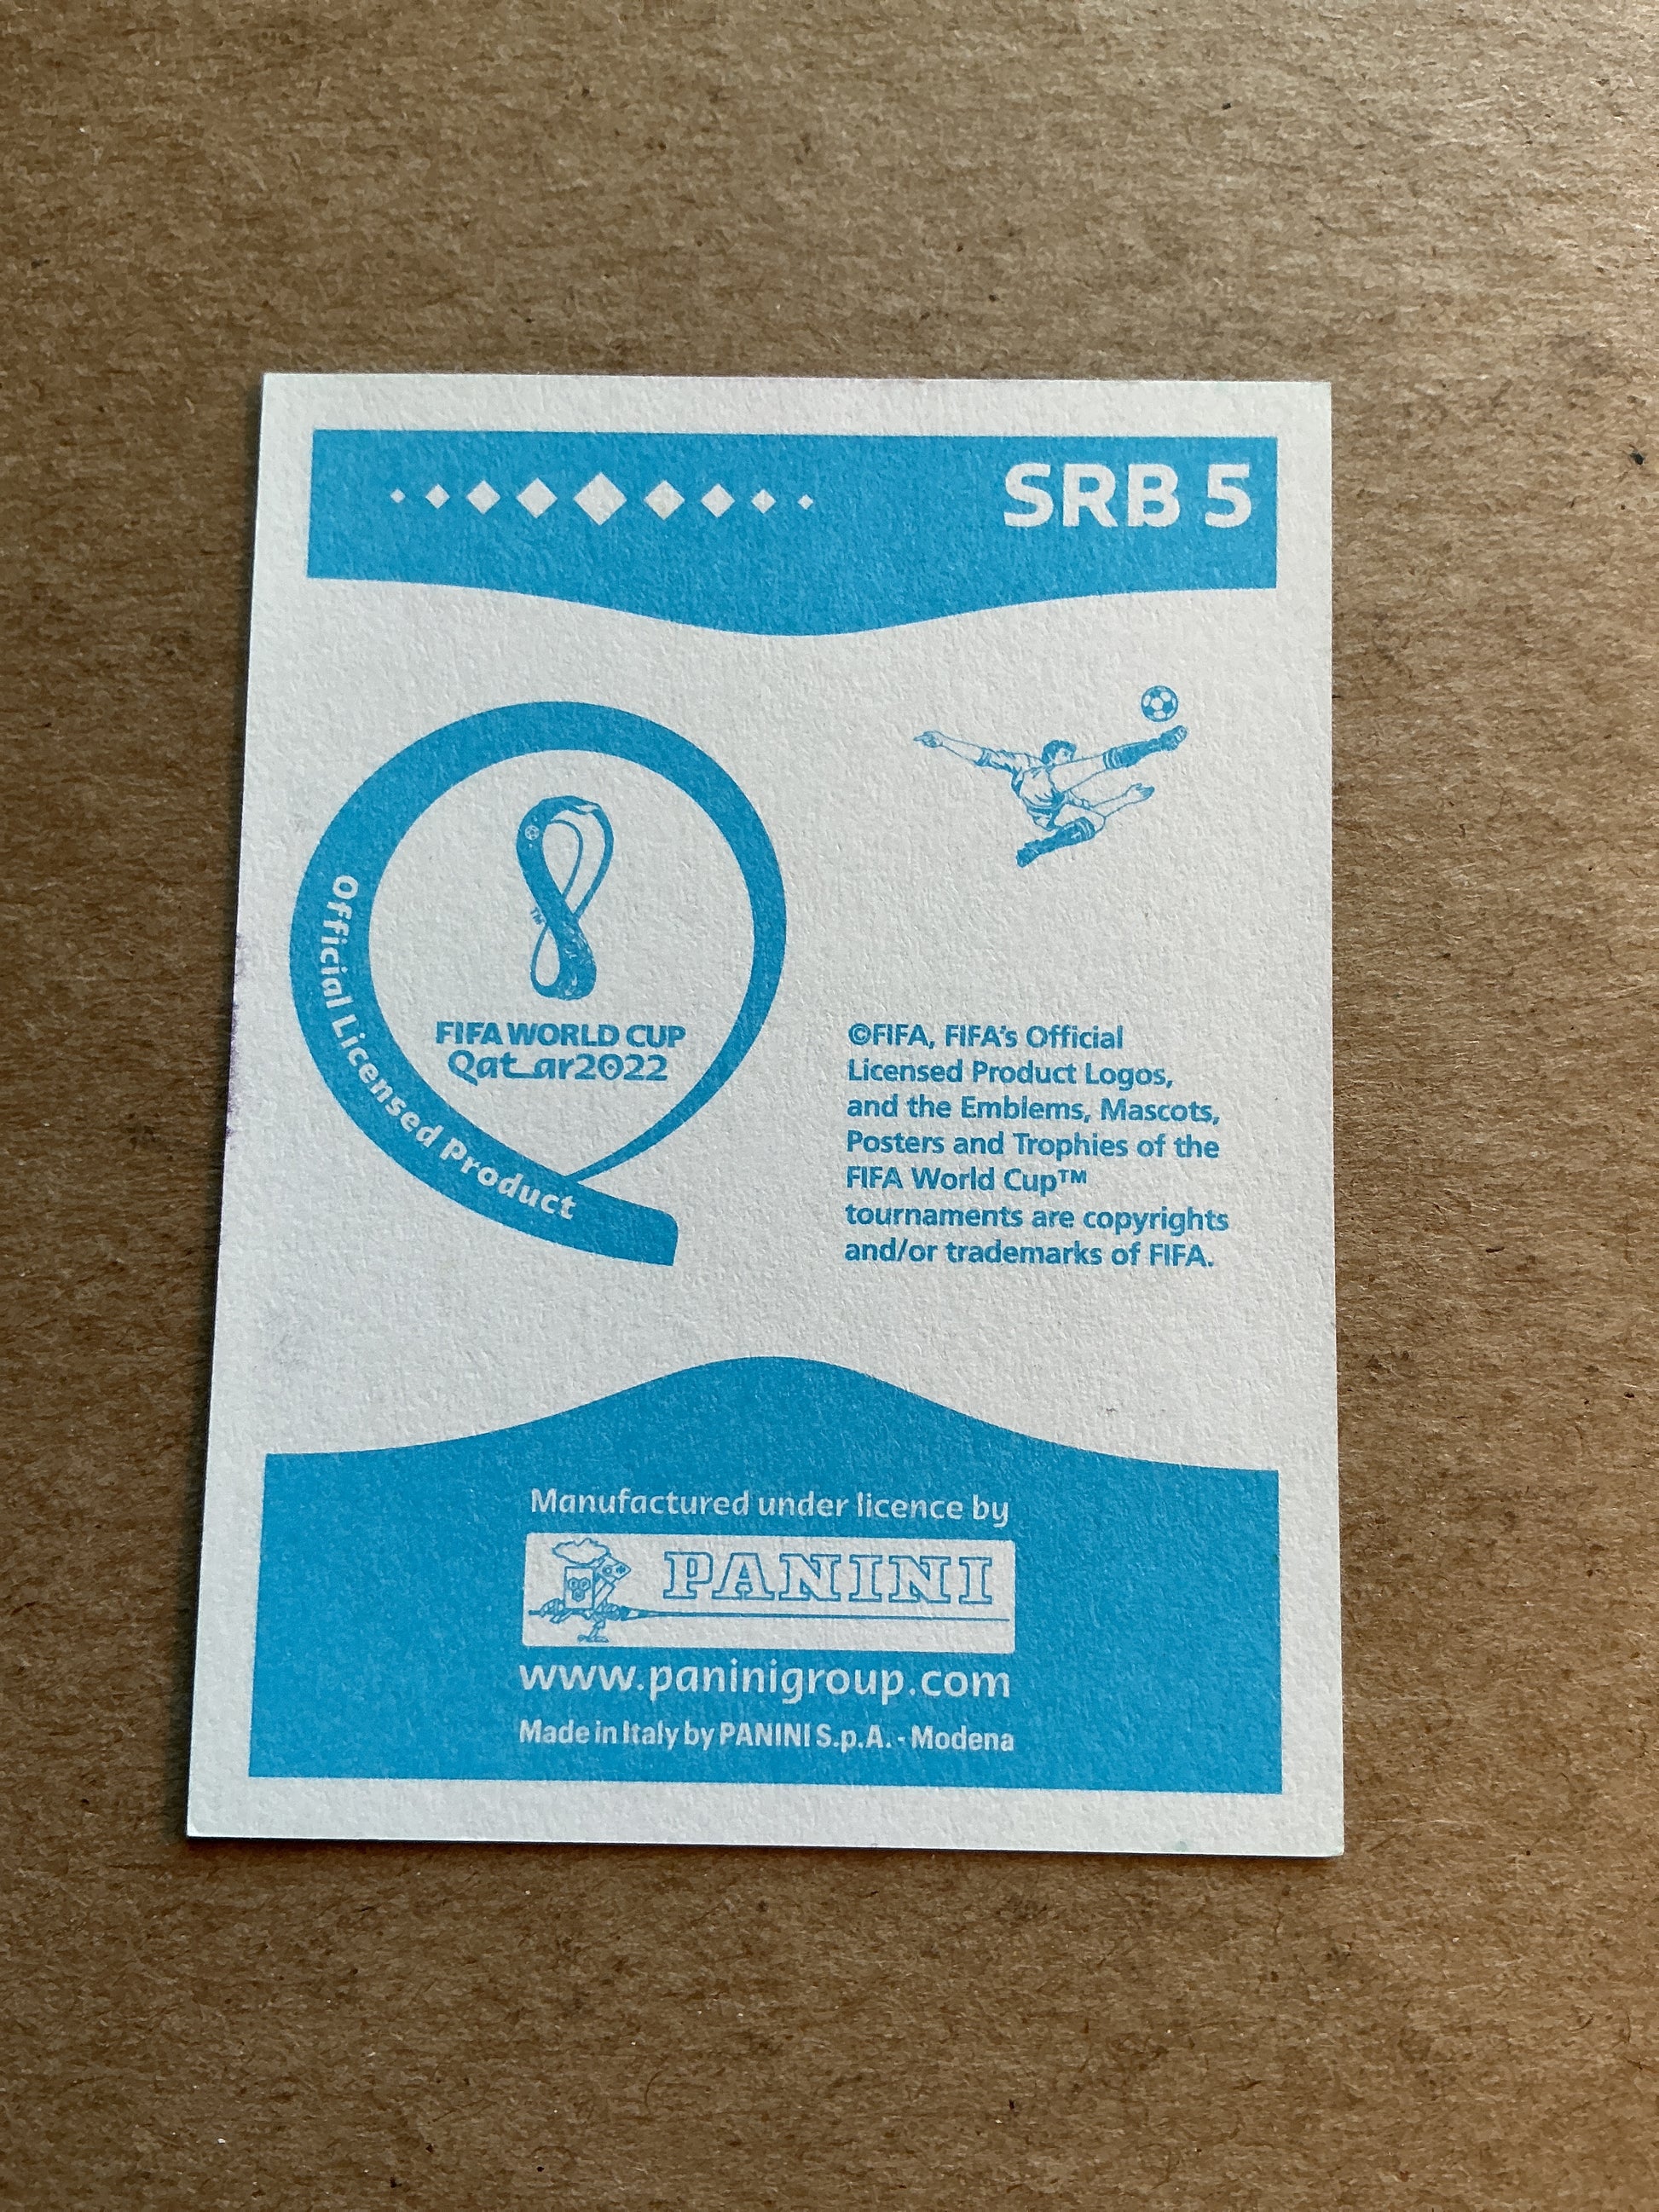 SRB 5
Official Licensed Product
FIFA WORLD CUP
Qatar2022
TM
©FIFA, FIFA's Official
Licensed Product Logos,
and the Emblems, Mascots,
Posters and Trophies of the
FIFA World Cup™
tournaments are copyrights
and/or trademarks of FIFA.
Manufactured under licence by
PANINI
www.paninigroup.com
Made in Italy by PANINI S.p.A. - Modena